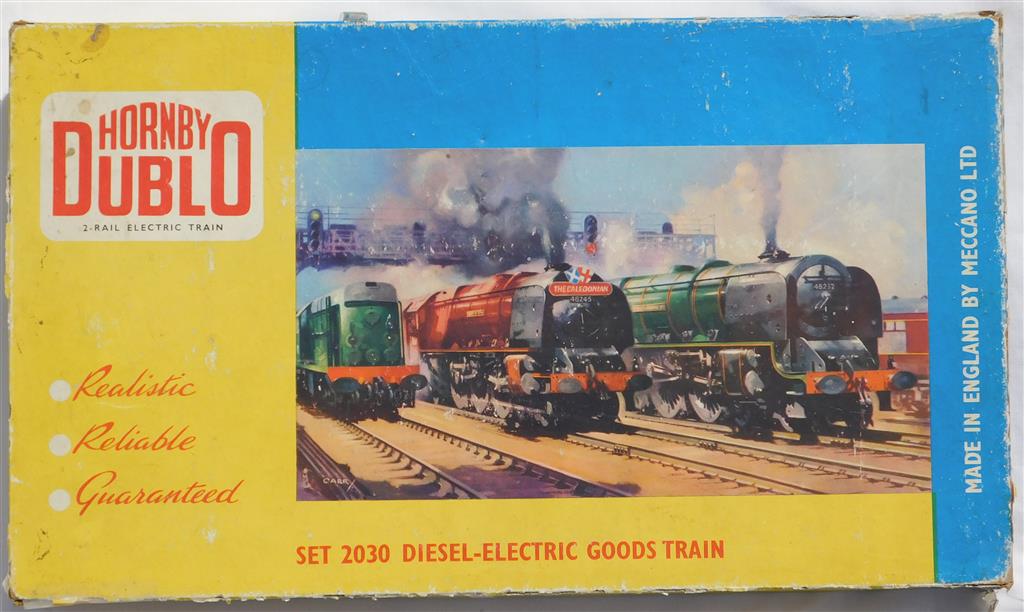 HORNBY
DUBLO
2-RAIL ELECTRIC TRAIN
Realistic
Reliable
Guaranteed
THE CALEDONIAN
46245
46232
CARR
SET 2030 DIESEL-ELECTRIC GOODS TRAIN
MADE IN ENGLAND BY MECCANO LTD